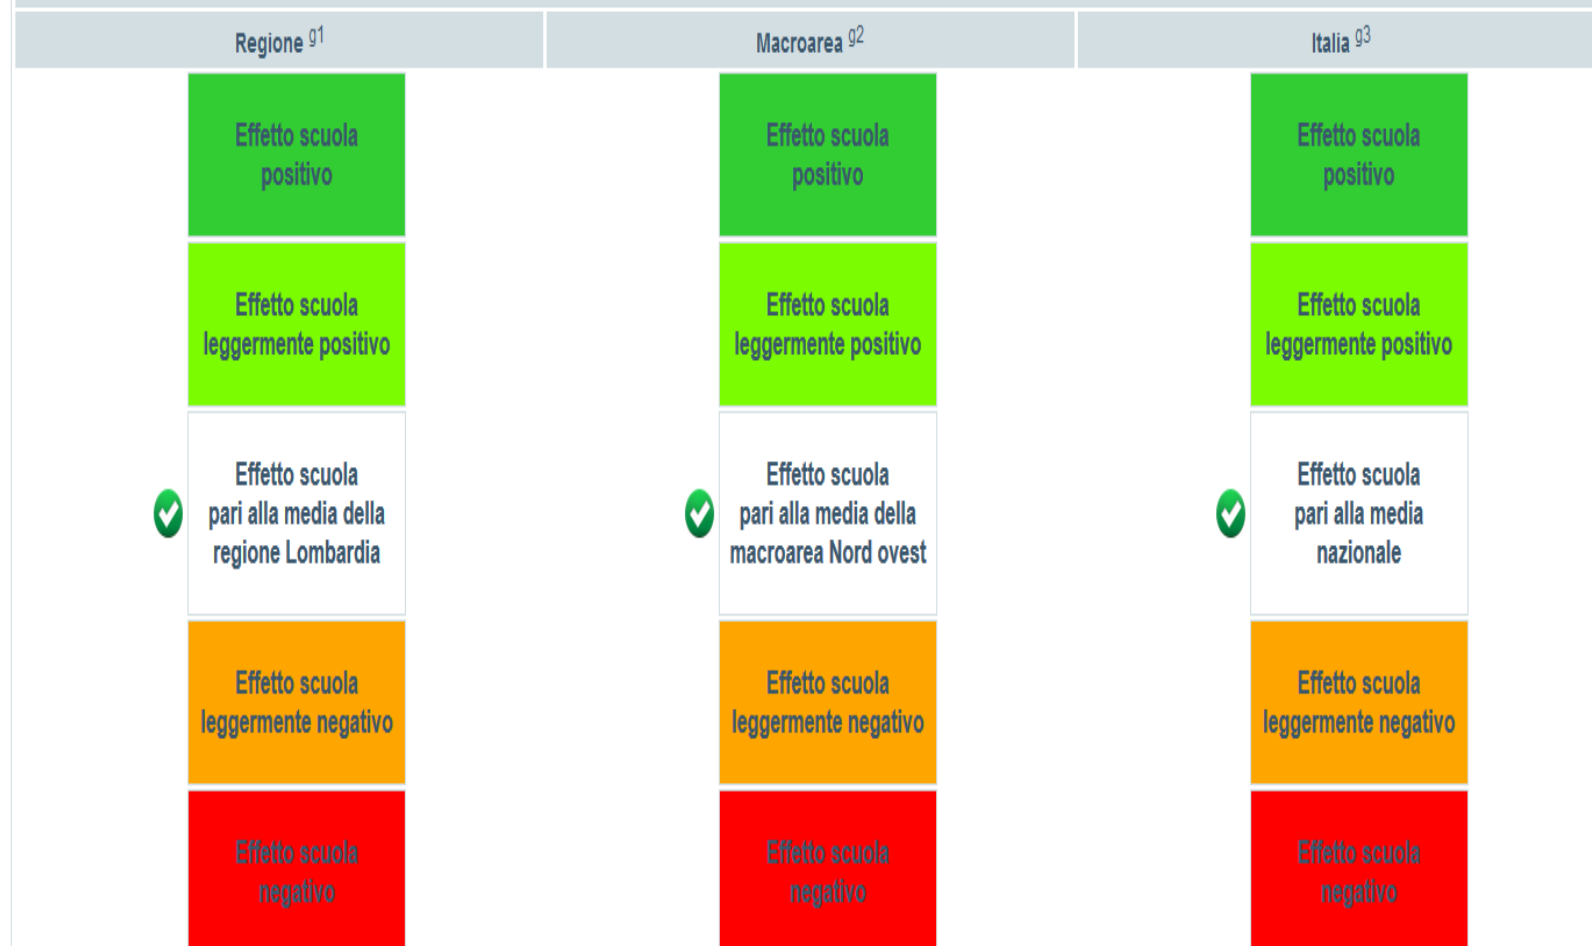 Regione g1
Macroarea g2
Italia g3
Effetto scuola
positivo
Effetto scuola
positivo
Effetto scuola
positivo
Effetto scuola
leggermente positivo
Effetto scuola
leggermente positivo
Effetto scuola
leggermente positivo
Effetto scuola
pari alla media della
regione Lombardia
Effetto scuola
pari alla media della
macroarea Nord ovest
Effetto scuola
pari alla media
nazionale
Effetto scuola
leggermente negativo
Effetto scuola
leggermente negativo
Effetto scuola
leggermente negativo
Effetto scuola
negativo
Effetto scuola
negativo
Effetto scuola
negativo